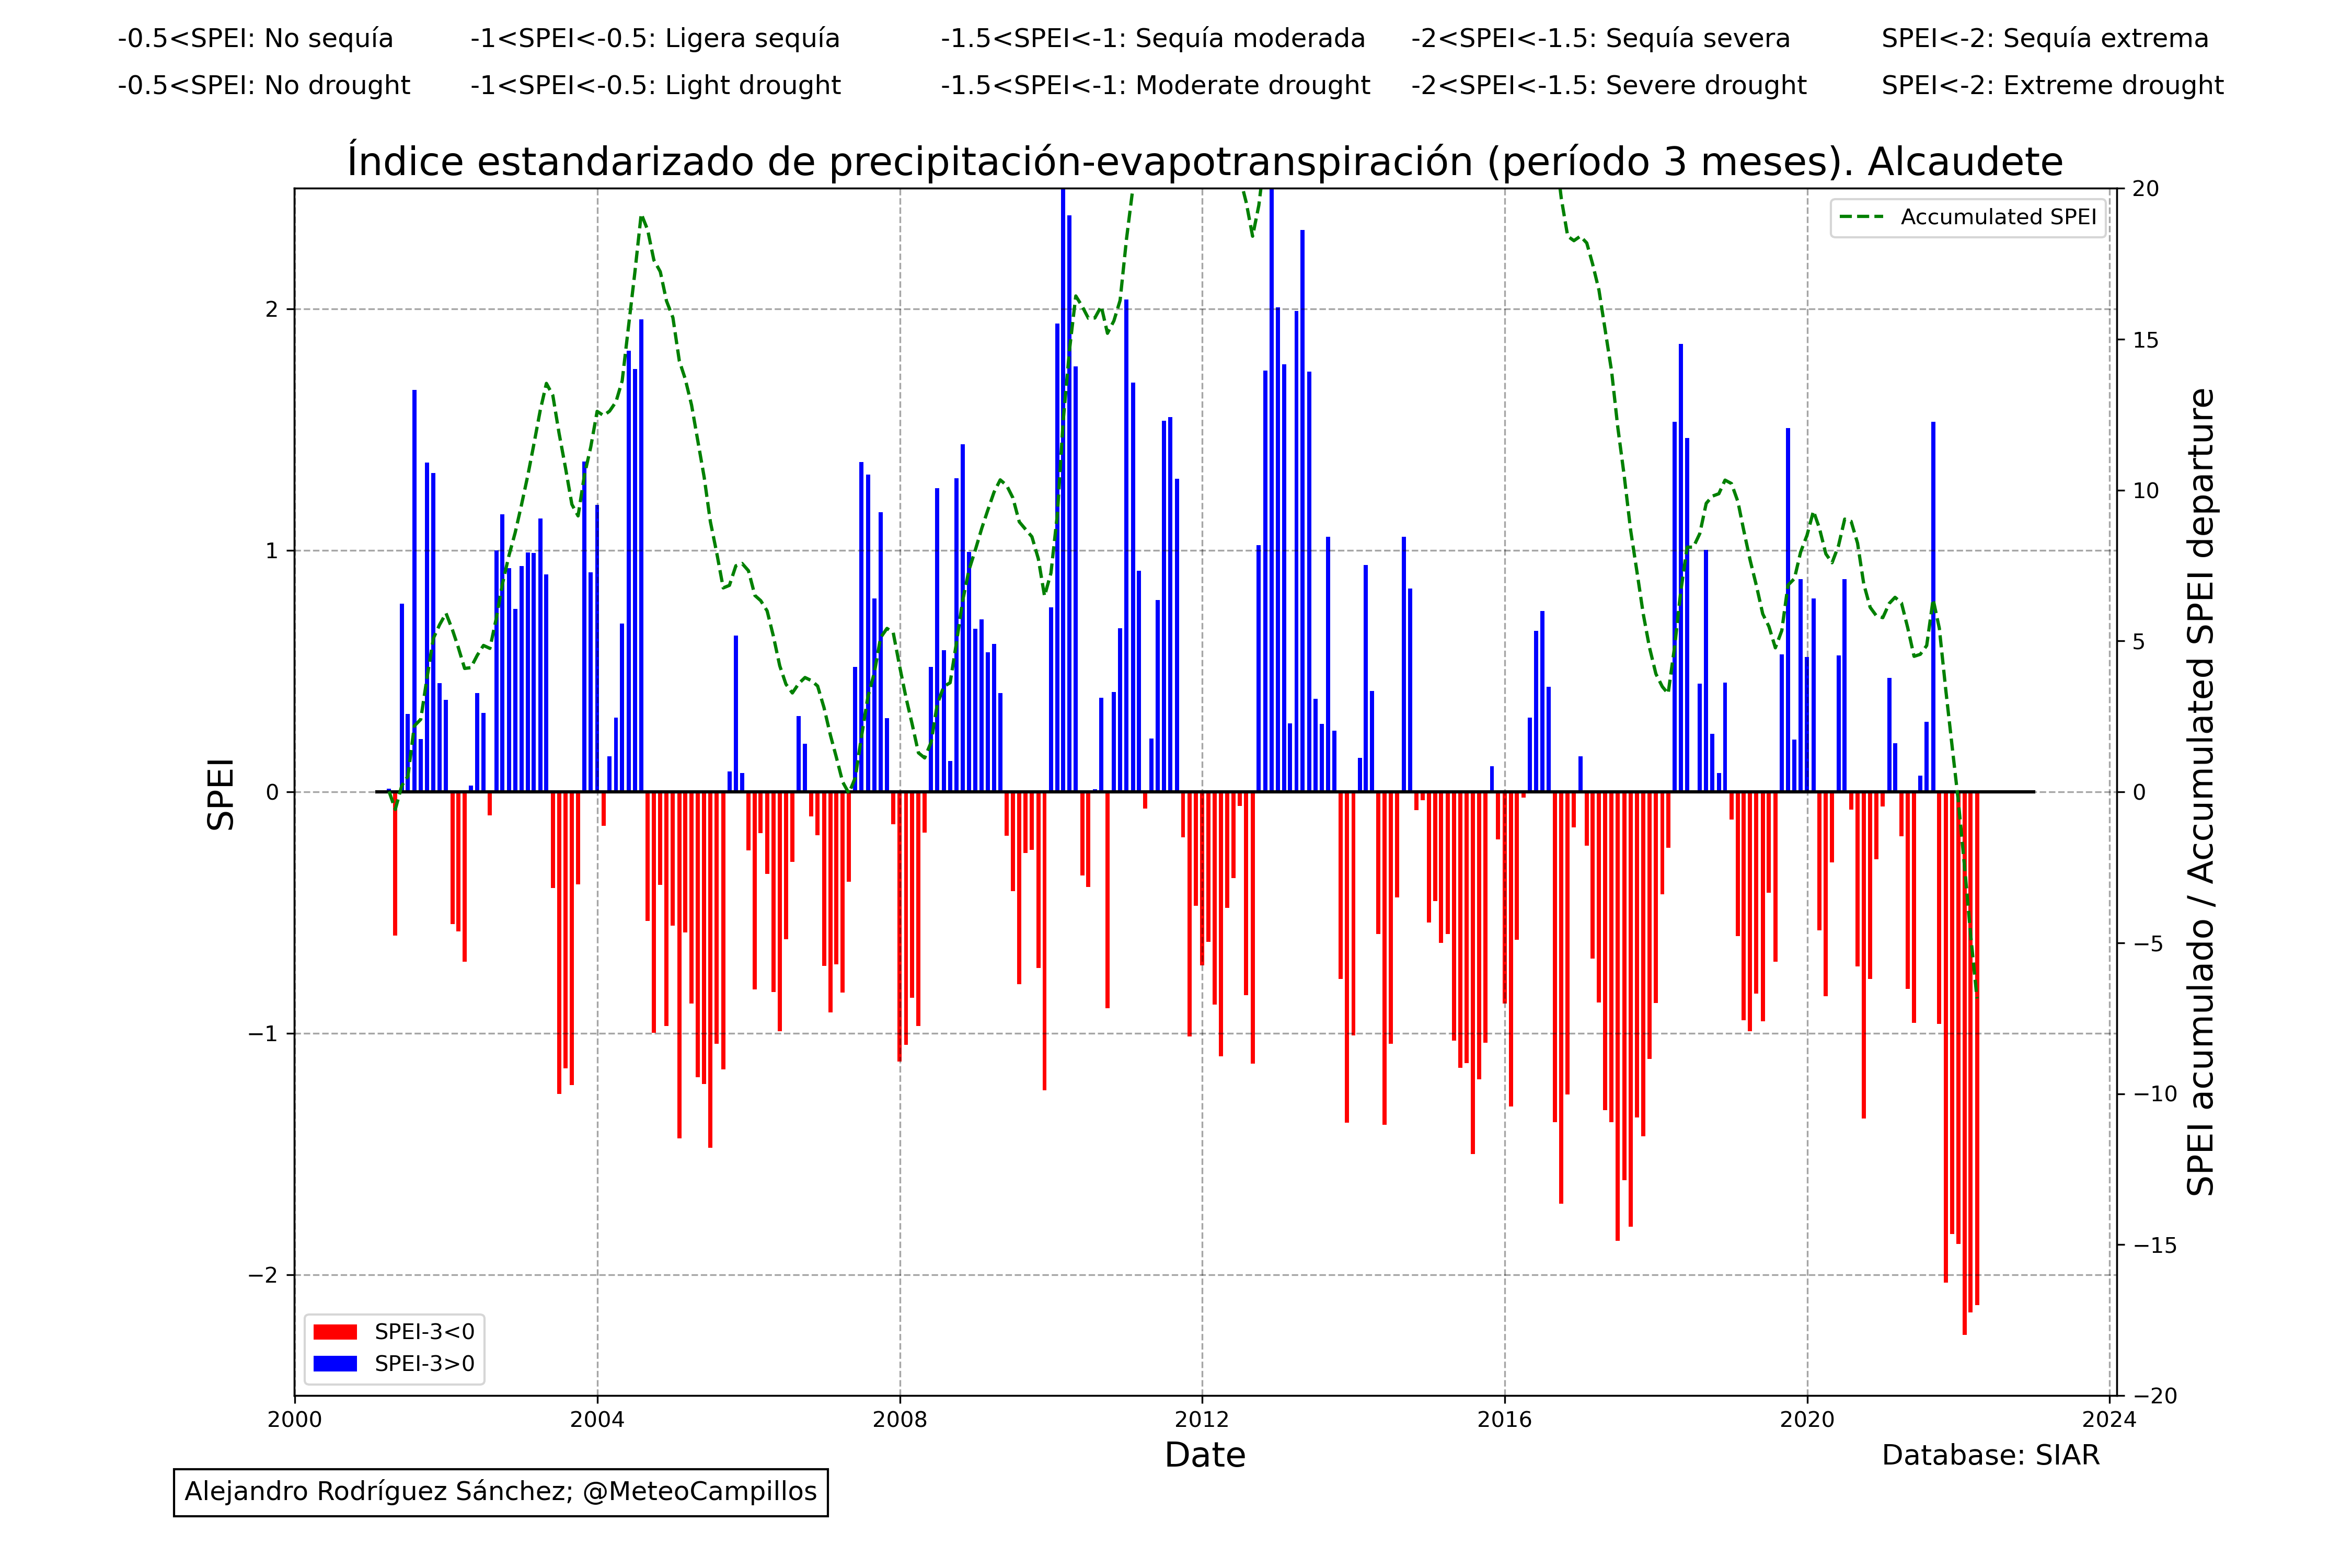 -0.5<SPEI: No sequía -1<SPEI<-0.5: Ligera sequía -1.5<SPEI<-1: Sequía moderada -2<SPEI<-1.5: Sequía severa SPEI<-2: Sequía extrema
-0.5<SPEI: No drought -1<SPEI<-0.5: Light drought -1.5<SPEI<-1: Moderate drought -2<SPEI<-1.5: Severe drought SPEI<-2: Extreme drought
Índice estandarizado de precipitación-evapotranspiración (período 3 meses). Alcaudete
Accumulated SPEI
SPEI
2
1
0
−1
−2
20
15
10
5
0
−5
−10
−15
−20
SPEI acumulado / Accumulated SPEI departure
SPEI-3<0
SPEI-3>0
2000 2004 2008 2012 2016 2020 2024
Date
Database: SIAR
Alejandro Rodríguez Sánchez; @MeteoCampillos